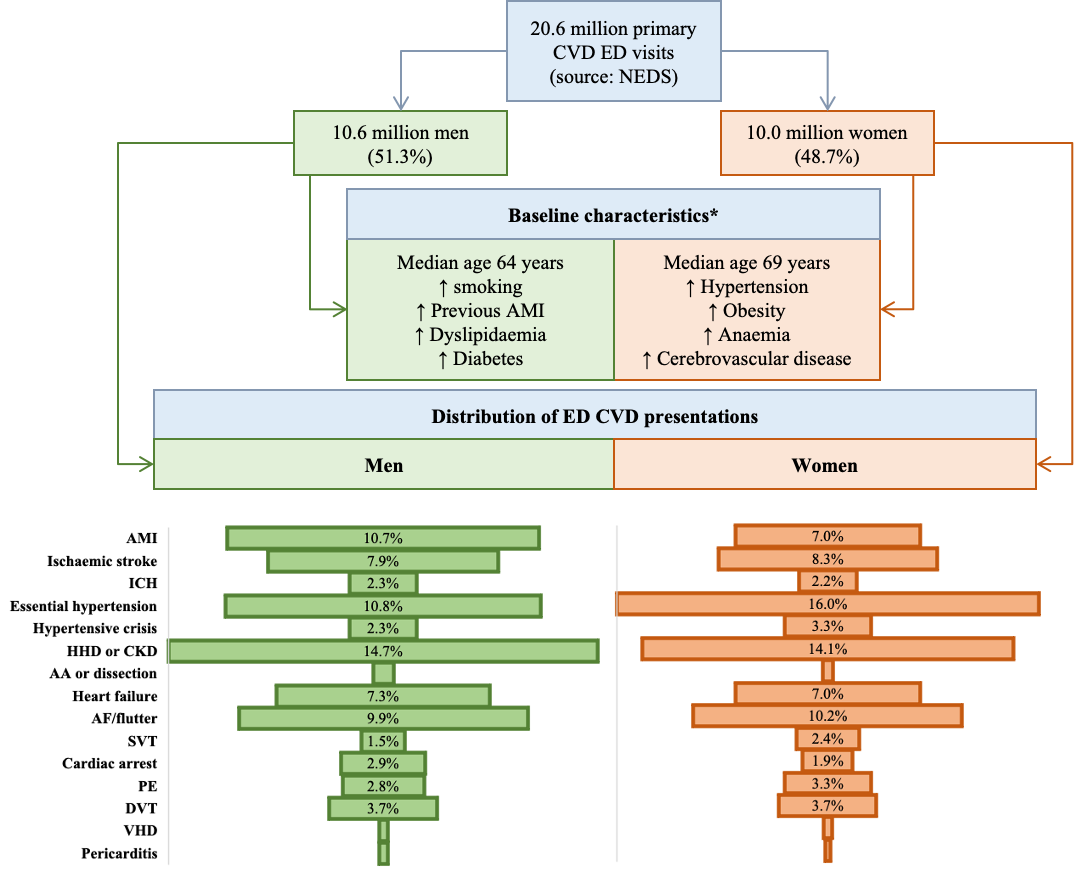 20.6 million primary
CVD ED visits
(source: NEDS)
10.6 million men
(51.3%)
10.0 million women
(48.7%)
Baseline characteristics*
Median age 64 years
↑ smoking
↑ Previous AMI
↑ Dyslipidaemia
↑ Diabetes
Median age 69 years
↑ Hypertension
↑ Obesity
↑ Anaemia
↑ Cerebrovascular disease
Distribution of ED CVD presentations
Men
Women
AMI 10.7% 7.0%
Ischaemic stroke 7.9% 8.3%
ICH 2.3% 2.2%
Essential hypertension 10.8% 16.0%
Hypertensive crisis 2.3% 3.3%
HHD or CKD 14.7% 14.1%
AA or dissection
Heart failure 7.3% 7.0%
AF/flutter 9.9% 10.2%
SVT 1.5% 2.4%
Cardiac arrest 2.9% 1.9%
PE 2.8% 3.3%
DVT 3.7% 3.7%
VHD
Pericarditis